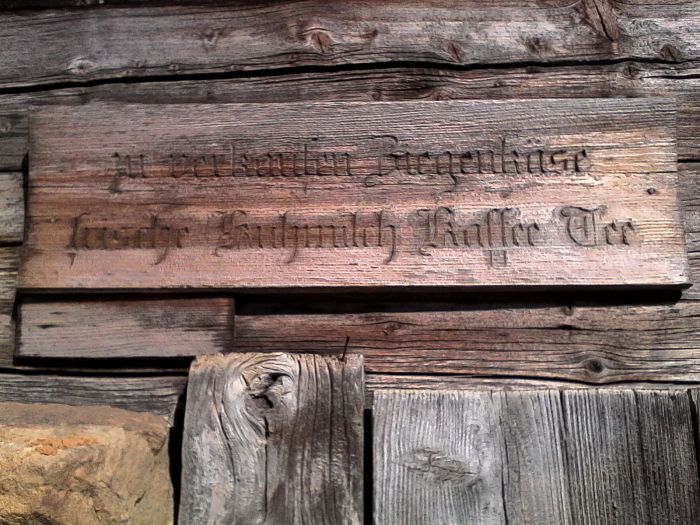 zu verkaufen Ziegenkäse
frische Kuhmilch Kaffee Tee